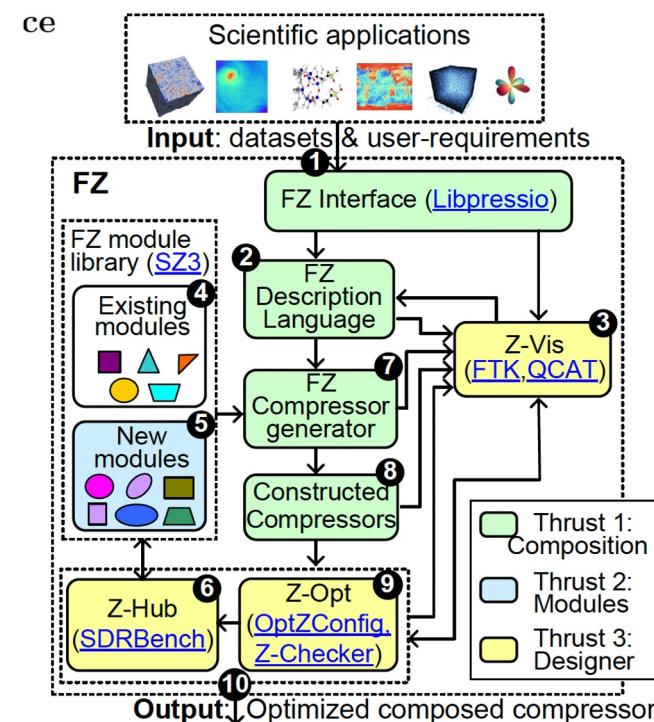 ce
Scientific applications
Input: datasets & user-requirements
1
FZ
FZ Interface (Libpressio)
FZ module
library (SZ3)
2
FZ
Description
Language
4
Existing
modules
3
Z-Vis
(FTK,QCAT)
7
FZ
Compressor
generator
5
New
modules
8
Constructed
Compressors
Thrust 1:
Composition
Thrust 2:
Modules
Thrust 3:
Designer
6
Z-Hub
(SDRBench)
9
Z-Opt
(OptZConfig,
Z-Checker)
10
Output: Optimized composed compressor